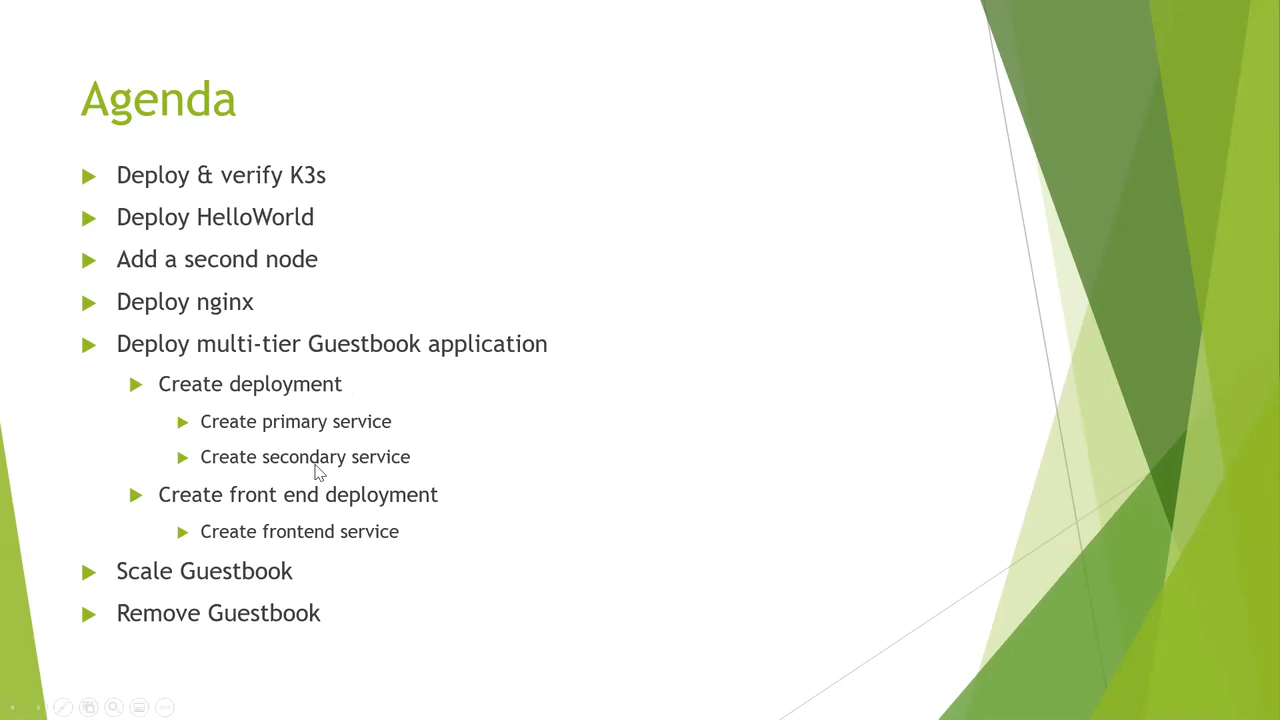 Agenda
Deploy & verify K3s
Deploy HelloWorld
Add a second node
Deploy nginx
Deploy multi-tier Guestbook application
Create deployment
Create primary service
Create secondary service
Create front end deployment
Create frontend service
Scale Guestbook
Remove Guestbook